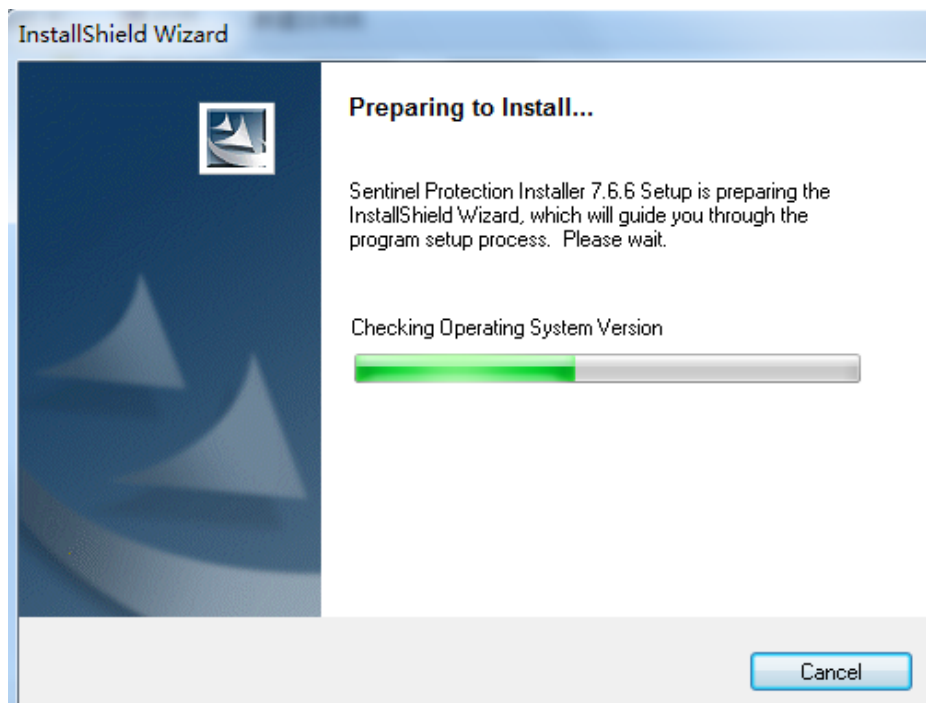 InstallShield Wizard
Preparing to Install...
Sentinel Protection Installer 7.6.6 Setup is preparing the
InstallShield Wizard, which will guide you through the
program setup process.  Please wait.
Checking Operating System Version
Cancel